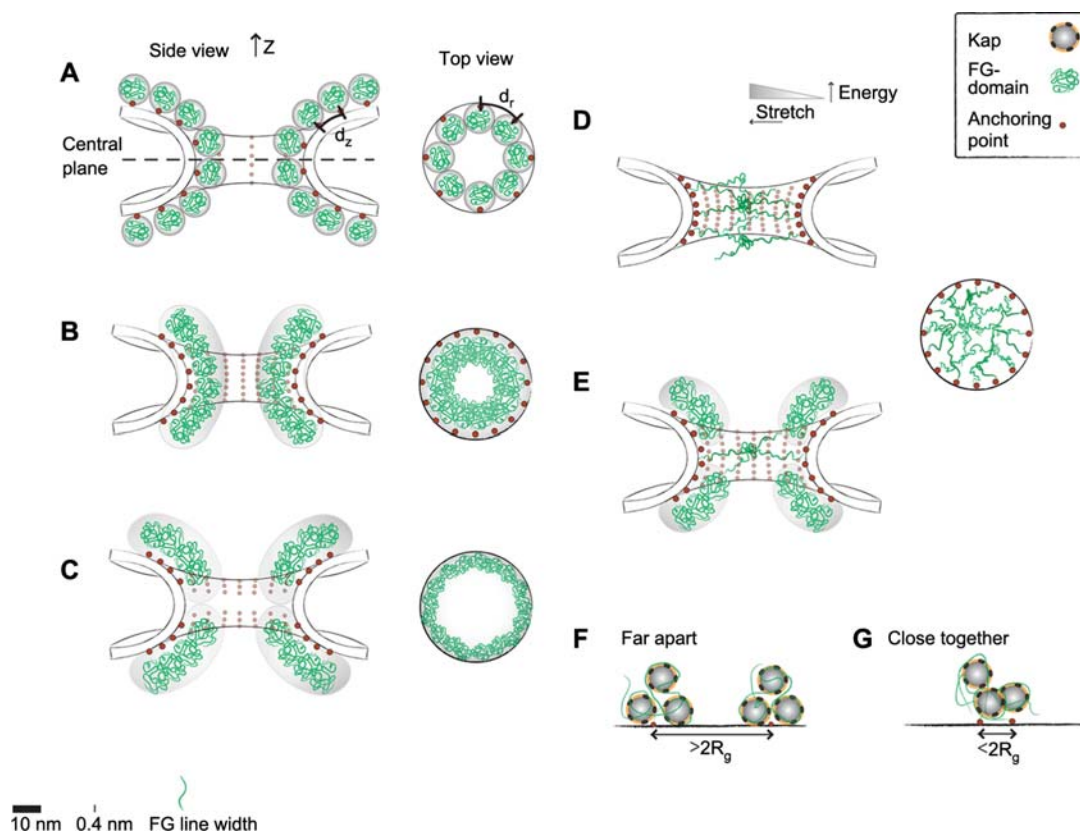 Side view
↑Z
Top view
A
d_z
d_r
Central
plane
B
C
Energy
Stretch
D
E
Kap
FG-
domain
Anchoring
point
F Far apart
>2R_g
G Close together
<2R_g
10 nm 0.4 nm FG line width